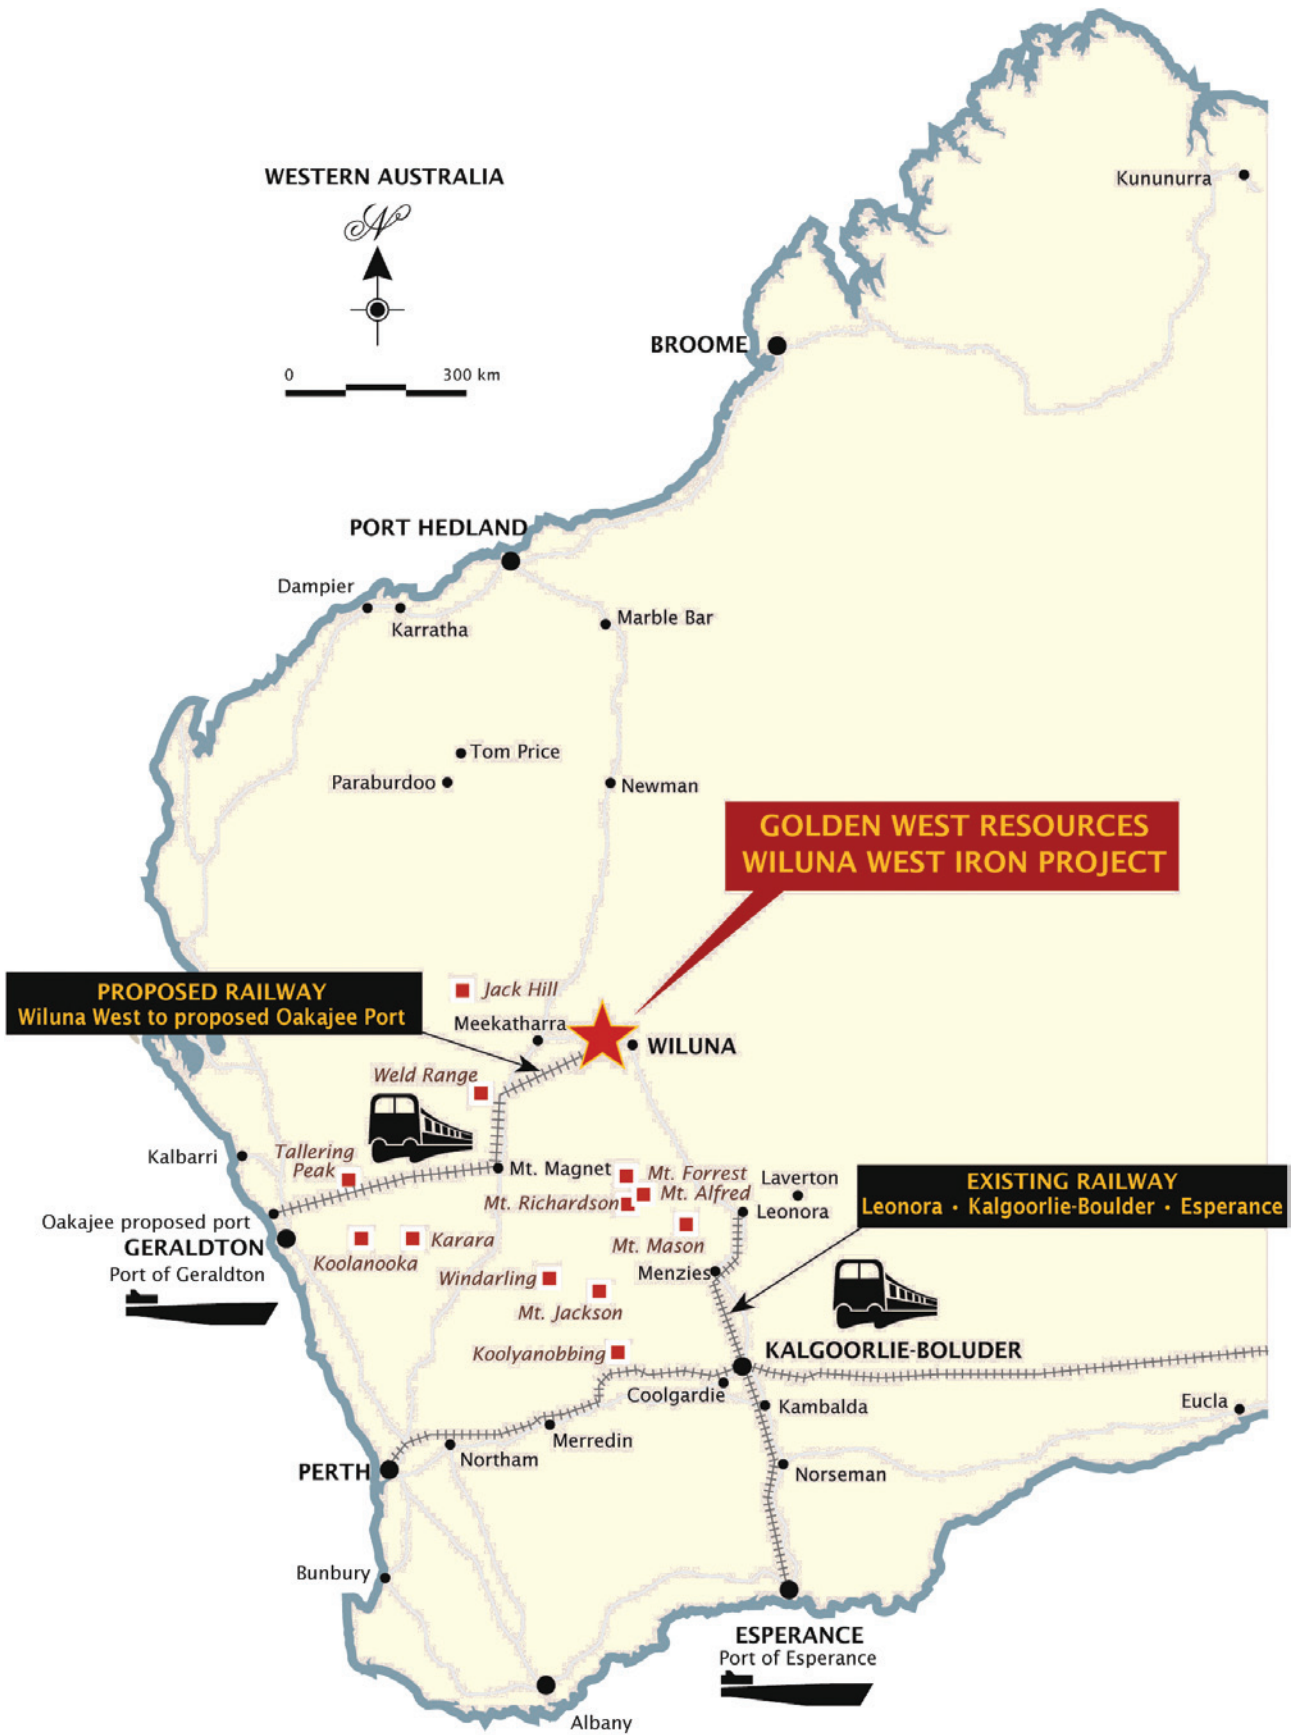 WESTERN AUSTRALIA
N
0 300 km
Kununurra
BROOME
PORT HEDLAND
Dampier
Karratha
Marble Bar
Tom Price
Paraburdoo
Newman
GOLDEN WEST RESOURCES
WILUNA WEST IRON PROJECT
PROPOSED RAILWAY
Wiluna West to proposed Oakajee Port
Jack Hill
Meekatharra
WILUNA
Weld Range
Kalbarri
Tallering
Peak
Mt. Magnet
Mt. Forrest
Mt. Alfred
Mt. Richardson
Laverton
Leonora
EXISTING RAILWAY
Leonora · Kalgoorlie-Boulder · Esperance
Oakajee proposed port
GERALDTON
Port of Geraldton
Koolanooka
Karara
Mt. Mason
Windarling
Mt. Jackson
Menzies
Koolyanobbing
KALGOORLIE-BOLUDER
Coolgardie
Kambalda
Eucla
Merredin
Northam
PERTH
Norseman
Bunbury
ESPERANCE
Port of Esperance
Albany